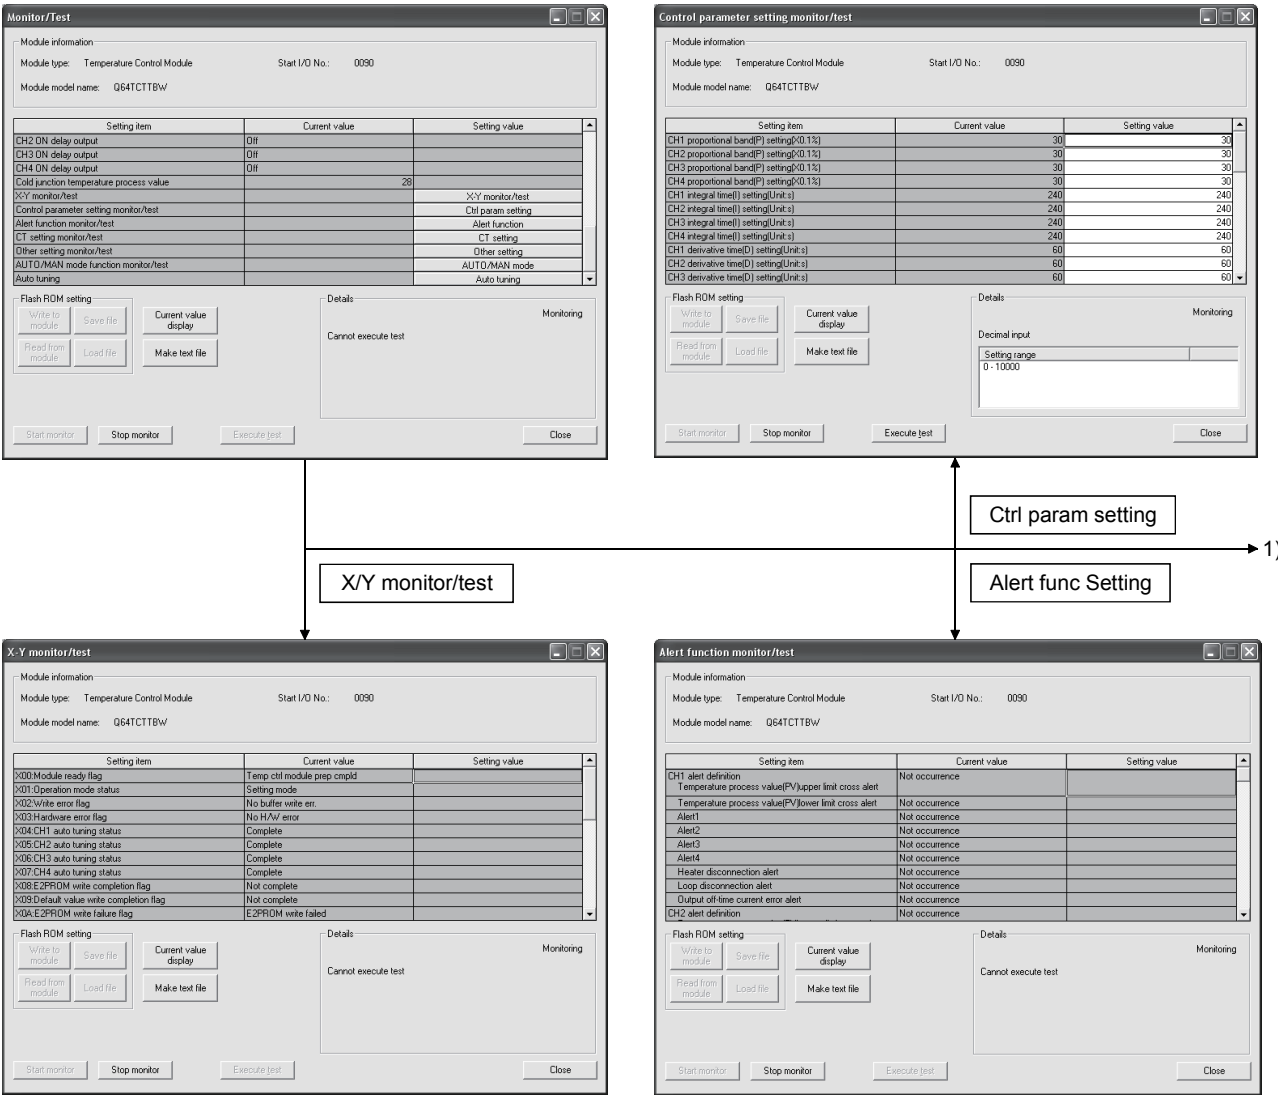 Monitor/Test
Module information
Module type: Temperature Control Module Start I/O No.: 0090
Module model name: Q64TCTTBW
Setting item Current value Setting value
CH2 ON delay output Off
CH3 ON delay output Off
CH4 ON delay output Off
Cold junction temperature process value 28
X-Y monitor/test X-Y monitor/test
Control parameter setting monitor/test Ctrl param setting
Alert function monitor/test Alert function
CT setting monitor/test CT setting
Other setting monitor/test Other setting
AUTO/MAN mode function monitor/test AUTO/MAN mode
Auto tuning Auto tuning
Flash ROM setting
Write to module
Save file
Current value display
Read from module
Load file
Make text file
Details
Monitoring
Cannot execute test
Start monitor Stop monitor Execute test Close
Control parameter setting monitor/test
Module information
Module type: Temperature Control Module Start I/O No.: 0090
Module model name: Q64TCTTBW
Setting item Current value Setting value
CH1 proportional band(P) setting(X0.1%) 30 30
CH2 proportional band(P) setting(X0.1%) 30 30
CH3 proportional band(P) setting(X0.1%) 30 30
CH4 proportional band(P) setting(X0.1%) 30 30
CH1 integral time(I) setting(Unit:s) 240 240
CH2 integral time(I) setting(Unit:s) 240 240
CH3 integral time(I) setting(Unit:s) 240 240
CH4 integral time(I) setting(Unit:s) 240 240
CH1 derivative time(D) setting(Unit:s) 60 60
CH2 derivative time(D) setting(Unit:s) 60 60
CH3 derivative time(D) setting(Unit:s) 60 60
Flash ROM setting
Write to module
Save file
Current value display
Read from module
Load file
Make text file
Details
Monitoring
Decimal input
Setting range
0 - 10000
Start monitor Stop monitor Execute test Close
Ctrl param setting
1)
X/Y monitor/test
Alert func Setting
X-Y monitor/test
Module information
Module type: Temperature Control Module Start I/O No.: 0090
Module model name: Q64TCTTBW
Setting item Current value Setting value
X00:Module ready flag Temp ctrl module prep cmpld
X01:Operation mode status Setting mode
X02:Write error flag No buffer write err.
X03:Hardware error flag No H/W error
X04:CH1 auto tuning status Complete
X05:CH2 auto tuning status Complete
X06:CH3 auto tuning status Complete
X07:CH4 auto tuning status Complete
X08:E2PROM write completion flag Not complete
X09:Default value write completion flag Not complete
X0A:E2PROM write failure flag E2PROM write failed
Flash ROM setting
Write to module
Save file
Current value display
Read from module
Load file
Make text file
Details
Monitoring
Cannot execute test
Start monitor Stop monitor Execute test Close
Alert function monitor/test
Module information
Module type: Temperature Control Module Start I/O No.: 0090
Module model name: Q64TCTTBW
Setting item Current value Setting value
CH1 alert definition Not occurrence
Temperature process value(PV)upper limit cross alert
Temperature process value(PV)lower limit cross alert Not occurrence
Alert1 Not occurrence
Alert2 Not occurrence
Alert3 Not occurrence
Alert4 Not occurrence
Heater disconnection alert Not occurrence
Loop disconnection alert Not occurrence
Output off-time current error alert Not occurrence
CH2 alert definition Not occurrence
Flash ROM setting
Write to module
Save file
Current value display
Read from module
Load file
Make text file
Details
Monitoring
Cannot execute test
Start monitor Stop monitor Execute test Close